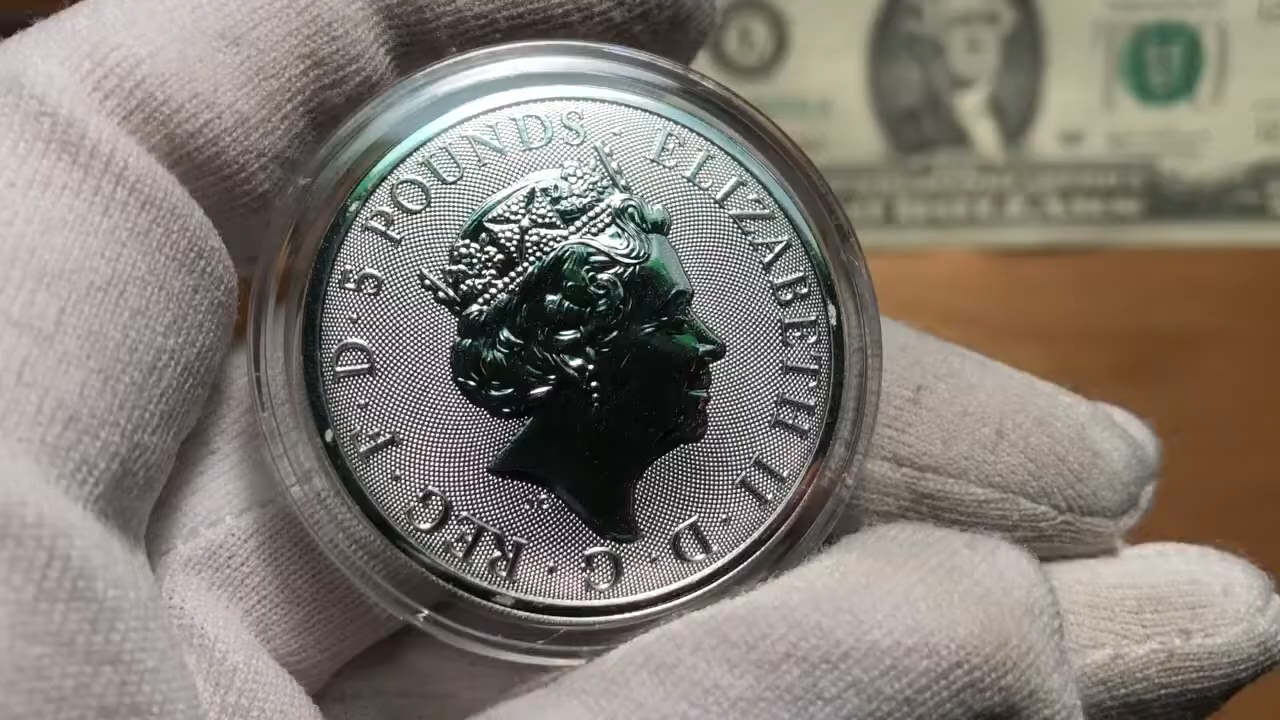 ELIZABETH II · D · G · REG · F · D · 5 POUNDS ·